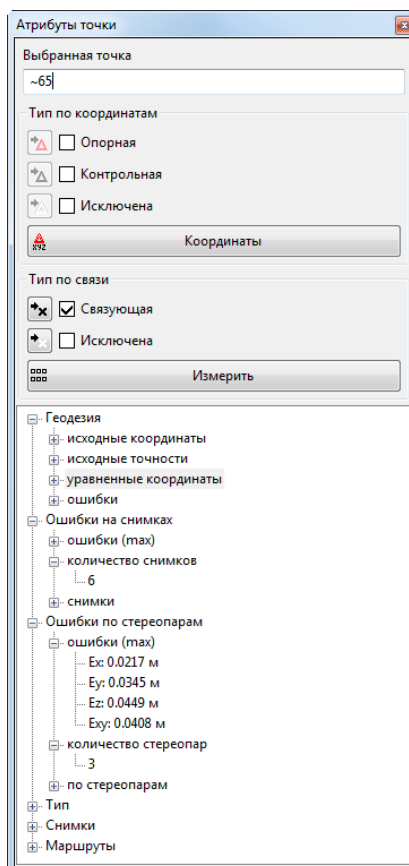 Атрибуты точки
Выбранная точка
~65
Тип по координатам
Опорная
Контрольная
Исключена
XYZ Координаты
Тип по связи
Связующая
Исключена
Измерить
Геодезия
исходные координаты
исходные точности
уравненные координаты
ошибки
Ошибки на снимках
ошибки (max)
количество снимков
6
снимки
Ошибки по стереопарам
ошибки (max)
Ex: 0.0217 м
Ey: 0.0345 м
Ez: 0.0449 м
Exy: 0.0408 м
количество стереопар
3
по стереопарам
Тип
Снимки
Маршруты